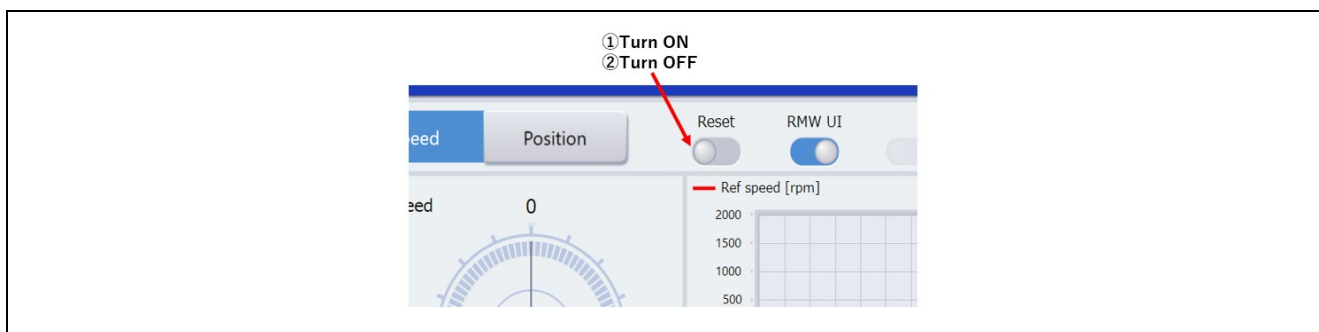 ①Turn ON
②Turn OFF
Reset RMW UI
eed Position
Ref speed [rpm]
eed 0
2000
1500
1000
500